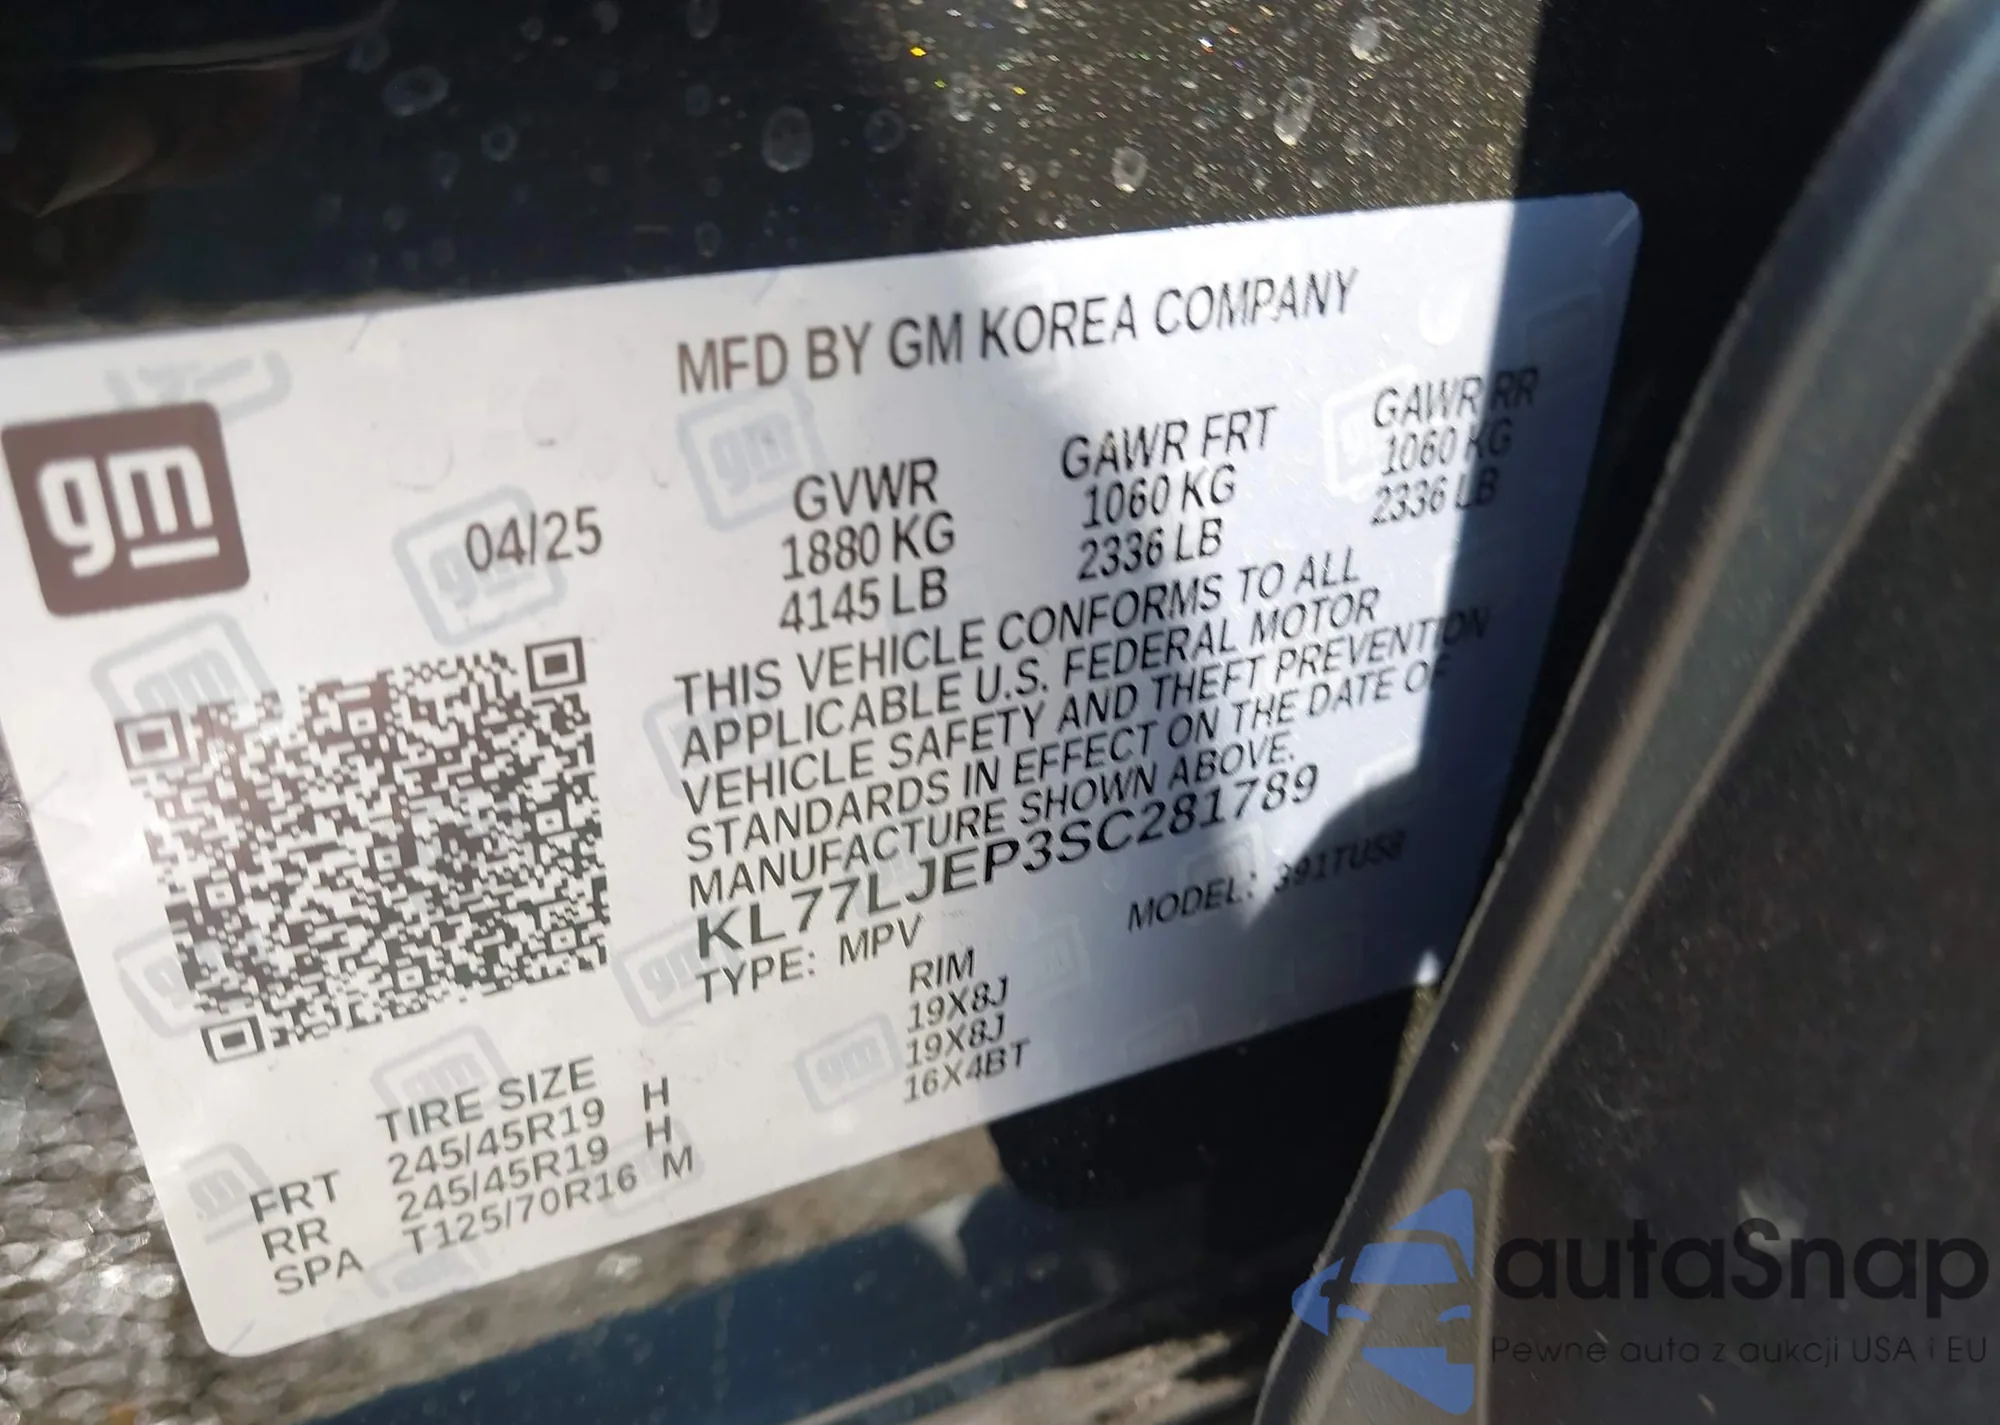 MFD BY GM KOREA COMPANY
gm
04/25
GVWR GAWR FRT GAWR RR
1880 KG 1060 KG 1060 KG
4145 LB 2336 LB 2336 LB
THIS VEHICLE CONFORMS TO ALL
APPLICABLE U.S. FEDERAL MOTOR
VEHICLE SAFETY AND THEFT PREVENTION
STANDARDS IN EFFECT ON THE DATE OF
MANUFACTURE SHOWN ABOVE.
KL77LJEP3SC281789
TYPE: MPV MODEL:
TIRE SIZE RIM
FRT 245/45R19 H 19X8J
RR 245/45R19 H 19X8J
SPA T125/70R16 M 16X4BT
autaSnap
Pewne auta z aukcji USA i EU